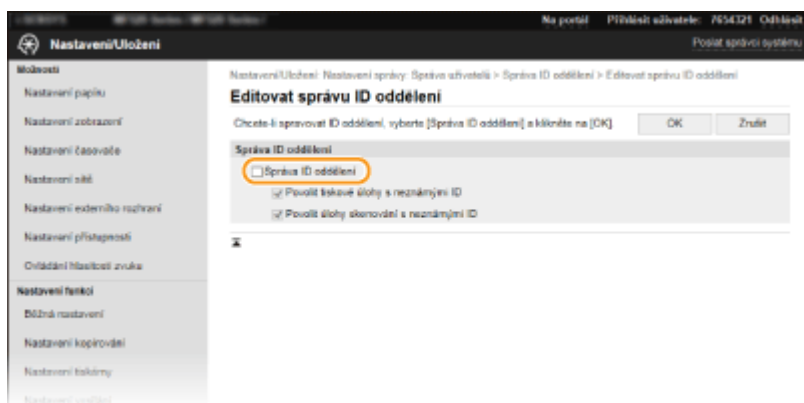 Na portál Přihlásit uživatele: 7654321 Odhlásit
Nastavení/Uložení
Poslat správci systému
Možnosti
Nastavení papíru
Nastavení zobrazení
Nastavení časovače
Nastavení sítě
Nastavení externího rozhraní
Nastavení přístupnosti
Ovládání hlasitosti zvuku
Nastavení funkcí
Běžná nastavení
Nastavení kopírování
Nastavení tiskárny
Nastavení/Uložení: Nastavení správy: Správa uživatelů > Správa ID oddělení > Editovat správu ID oddělení
Editovat správu ID oddělení
Chcete-li spravovat ID oddělení, vyberte [Správa ID oddělení] a klikněte na [OK].
OK
Zrušit
Správa ID oddělení
Správa ID oddělení
Povolit tiskové úlohy s neznámými ID
Povolit úlohy skenování s neznámými ID